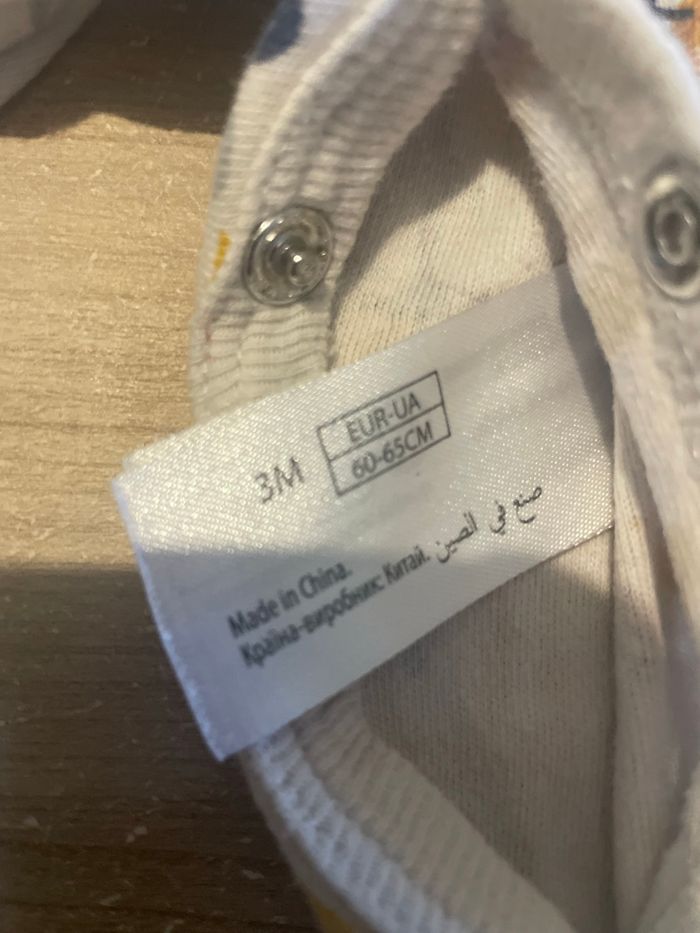 3M
EUR-UA
60-65CM
صنع في الصين
Made in China.
Країна-виробник: Китай.